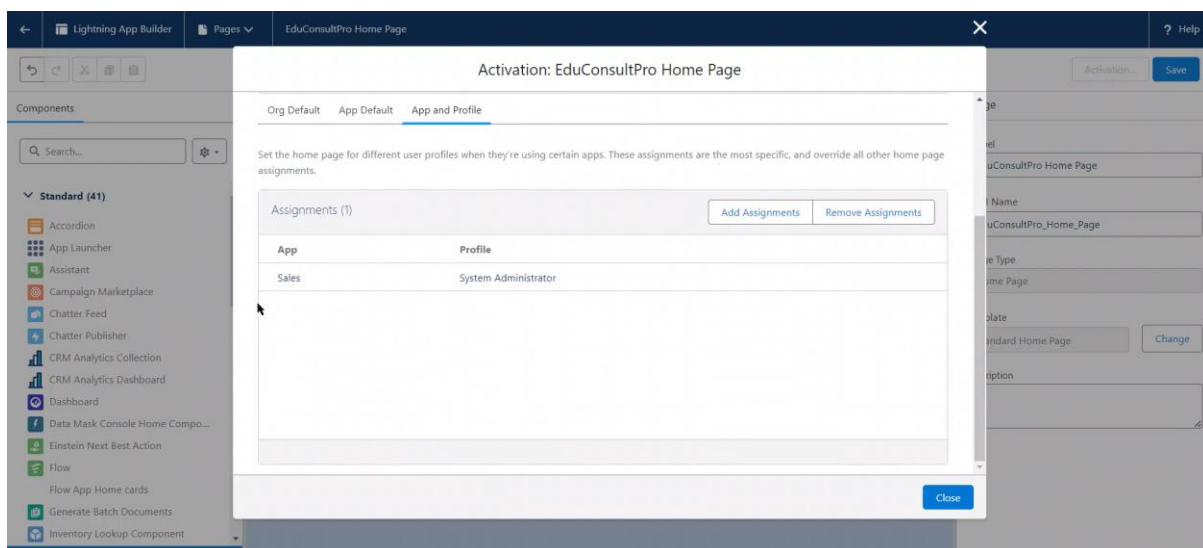 Lightning App Builder
Pages
EduConsultPro Home Page
? Help
Activation: EduConsultPro Home Page
Activation...
Save
Components
Search...
Org Default
App Default
App and Profile
Set the home page for different user profiles when they're using certain apps. These assignments are the most specific, and override all other home page
assignments.
Assignments (1)
Add Assignments
Remove Assignments
App
Profile
Sales
System Administrator
Close
Standard (41)
Accordion
App Launcher
Assistant
Campaign Marketplace
Chatter Feed
Chatter Publisher
CRM Analytics Collection
CRM Analytics Dashboard
Dashboard
Data Mask Console Home Compo...
Einstein Next Best Action
Flow
Flow App Home cards
Generate Batch Documents
Inventory Lookup Component
ge
el
uConsultPro Home Page
Name
uConsultPro_Home_Page
e Type
me Page
plate
andard Home Page
Change
ription